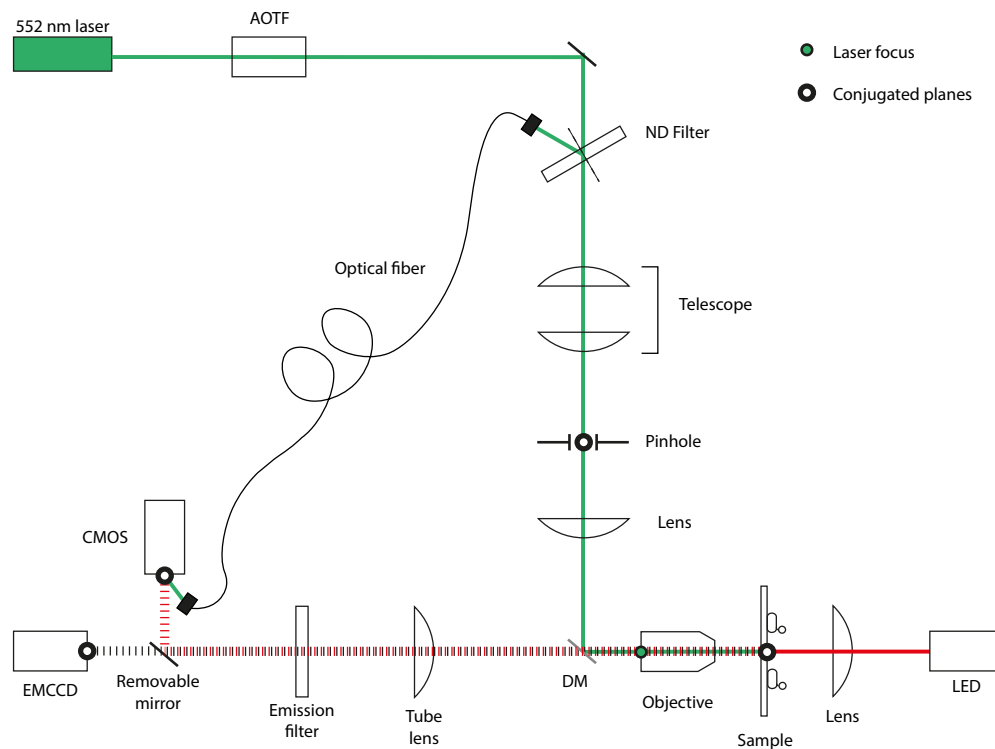 552 nm laser
AOTF
Laser focus
Conjugated planes
ND Filter
Optical fiber
Telescope
Pinhole
Lens
CMOS
EMCCD
Removable
mirror
Emission
filter
Tube
lens
DM
Objective
Sample
Lens
LED